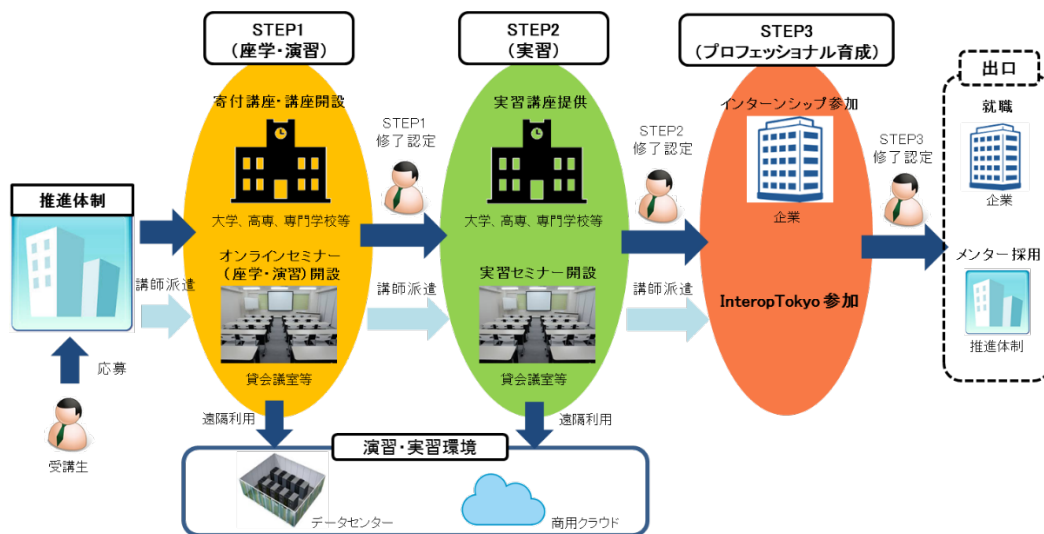 STEP1
(座学・演習)
STEP2
(実習)
STEP3
(プロフェッショナル育成)
出口
寄付講座・講座開設
大学、高専、専門学校等
オンラインセミナー
(座学・演習)開設
貸会議室等
STEP1
修了認定
実習講座提供
大学、高専、専門学校等
実習セミナー開設
貸会議室等
STEP2
修了認定
インターンシップ参加
企業
InteropTokyo 参加
STEP3
修了認定
就職
企業
メンター採用
推進体制
推進体制
講師派遣
講師派遣
講師派遣
応募
受講生
遠隔利用
遠隔利用
演習・実習環境
データセンター
商用クラウド